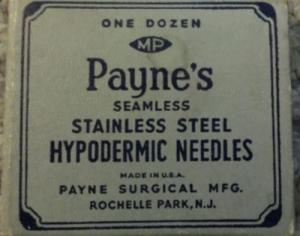 ONE DOZEN
MP
Payne's
SEAMLESS
STAINLESS STEEL
HYPODERMIC NEEDLES
MADE IN U.S.A.
PAYNE SURGICAL MFG.
ROCHELLE PARK, N.J.